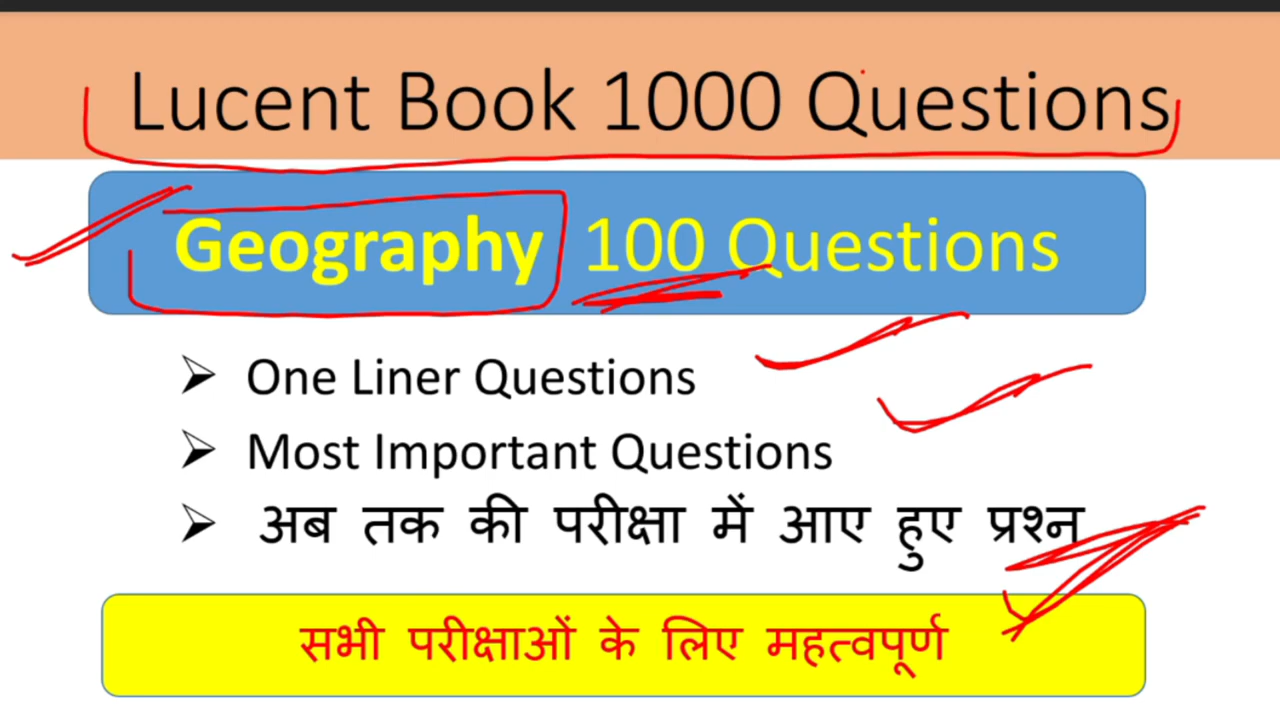 Lucent Book 1000 Questions
Geography 100 Questions
One Liner Questions
Most Important Questions
अब तक की परीक्षा में आए हुए प्रश्न
सभी परीक्षाओं के लिए महत्वपूर्ण